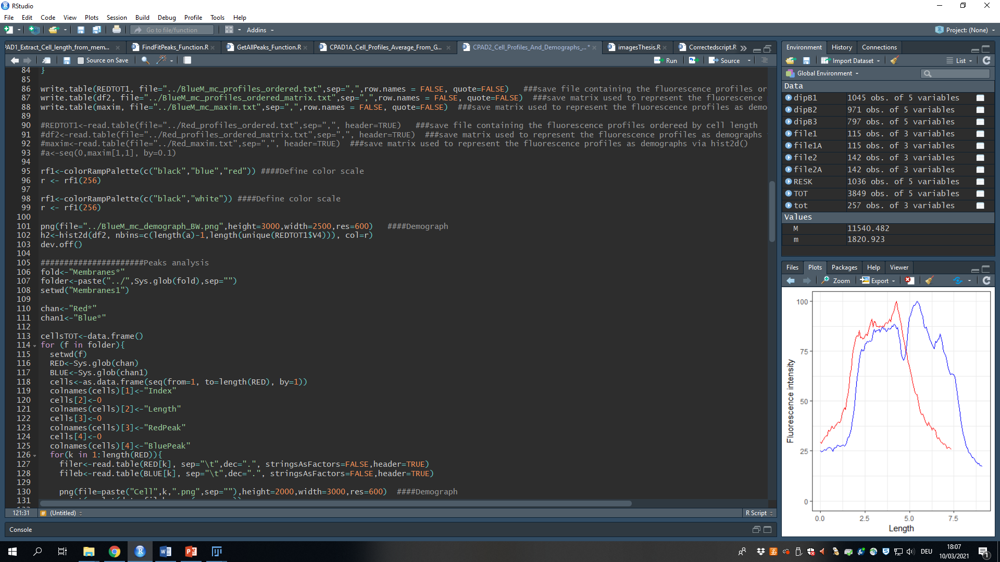 RStudio
File Edit Code View Plots Session Build Debug Profile Tools Help
Go to file/function Addins Project: (None)
PAD1_Extract_Cell_length_from_mem... FindFitPeaks_Function.R GetAllPeaks_Function.R CPAD1A_Cell_Profiles_Average_From_G... CPAD2_Cell_Profiles_And_Demographs_...* imagesThesis.R Correctedscript.R
Source on Save Run Source
84 }
85
86 write.table(REDTOT1, file="../BlueM_mc_profiles_ordered.txt",sep=",",row.names = FALSE, quote=FALSE) ###save file containing the fluorescence profiles or
87 write.table(df2, file="../BlueM_mc_profiles_ordered_matrix.txt",sep=",",row.names = FALSE, quote=FALSE) ###save matrix used to represent the fluorescence
88 write.table(maxim, file="../BlueM_mc_maxim.txt",sep=",",row.names = FALSE, quote=FALSE) ###save matrix used to represent the fluorescence profiles as demo
89
90 #REDTOT1<-read.table(file="../Red_profiles_ordered.txt",sep=",", header=TRUE) ###save file containing the fluorescence profiles ordereed by cell length
91 #df2<-read.table(file="../Red_profiles_ordered_matrix.txt",sep=",", header=TRUE) ###save matrix used to represent the fluorescence profiles as demographs
92 #maxim<-read.table(file="../Red_maxim.txt",sep=",", header=TRUE) ###save matrix used to represent the fluorescence profiles as demographs via hist2d()
93 #a<-seq(0,maxim[1,1], by=0.1)
94
95 rf1<-colorRampPalette(c("black","blue","red")) ####Define color scale
96 r <- rf1(256)
97
98 rf1<-colorRampPalette(c("black","white")) ####Define color scale
99 r <- rf1(256)
100
101 png(file="../BlueM_mc_demograph_BW.png",height=3000,width=2500,res=600) ####Demograph
102 h2<-hist2d(df2, nbins=c(length(a)-1,length(unique(REDTOT1$V4))), col=r)
103 dev.off()
104
105 ######################Peaks analysis
106 fold<-"Membranes*"
107 folder<-paste("../",Sys.glob(fold),sep="")
108 setwd("Membranes1")
109
110 chan<-"Red*"
111 chan1<-"Blue*"
112
113 cellsTOT<-data.frame()
114 for (f in folder){
115 setwd(f)
116 RED<-Sys.glob(chan)
117 BLUE<-Sys.glob(chan1)
118 cells<-as.data.frame(seq(from=1, to=length(RED), by=1))
119 colnames(cells)[1]<-"Index"
120 cells[2]<-0
121 colnames(cells)[2]<-"Length"
122 cells[3]<-0
123 colnames(cells)[3]<-"RedPeak"
124 cells[4]<-0
125 colnames(cells)[4]<-"BluePeak"
126 for(k in 1:length(RED)){
127 filer<-read.table(RED[k], sep="\t",dec=".", stringsAsFactors=FALSE,header=TRUE)
128 fileb<-read.table(BLUE[k], sep="\t",dec=".", stringsAsFactors=FALSE,header=TRUE)
129
130 png(file=paste("Cell",k,".png",sep=""),height=2000,width=3000,res=600) ####Demograph
131
121:31 # (Untitled) R Script
Console
Environment History Connections
Import Dataset List
Global Environment
Data
dipB1 1045 obs. of 5 variables
dipB2 971 obs. of 5 variables
dipB3 797 obs. of 5 variables
file1 115 obs. of 3 variables
file1A 115 obs. of 3 variables
file2 142 obs. of 3 variables
file2A 142 obs. of 3 variables
RESK 1036 obs. of 5 variables
TOT 3849 obs. of 5 variables
tot 257 obs. of 3 variables
Values
M 11540.482
m 1820.923
Files Plots Packages Help Viewer
Zoom Export
100
75
50
25
0
Fluorescence intensity
0.0 2.5 5.0 7.5
Length
DEU
18:07
10/03/2021
1